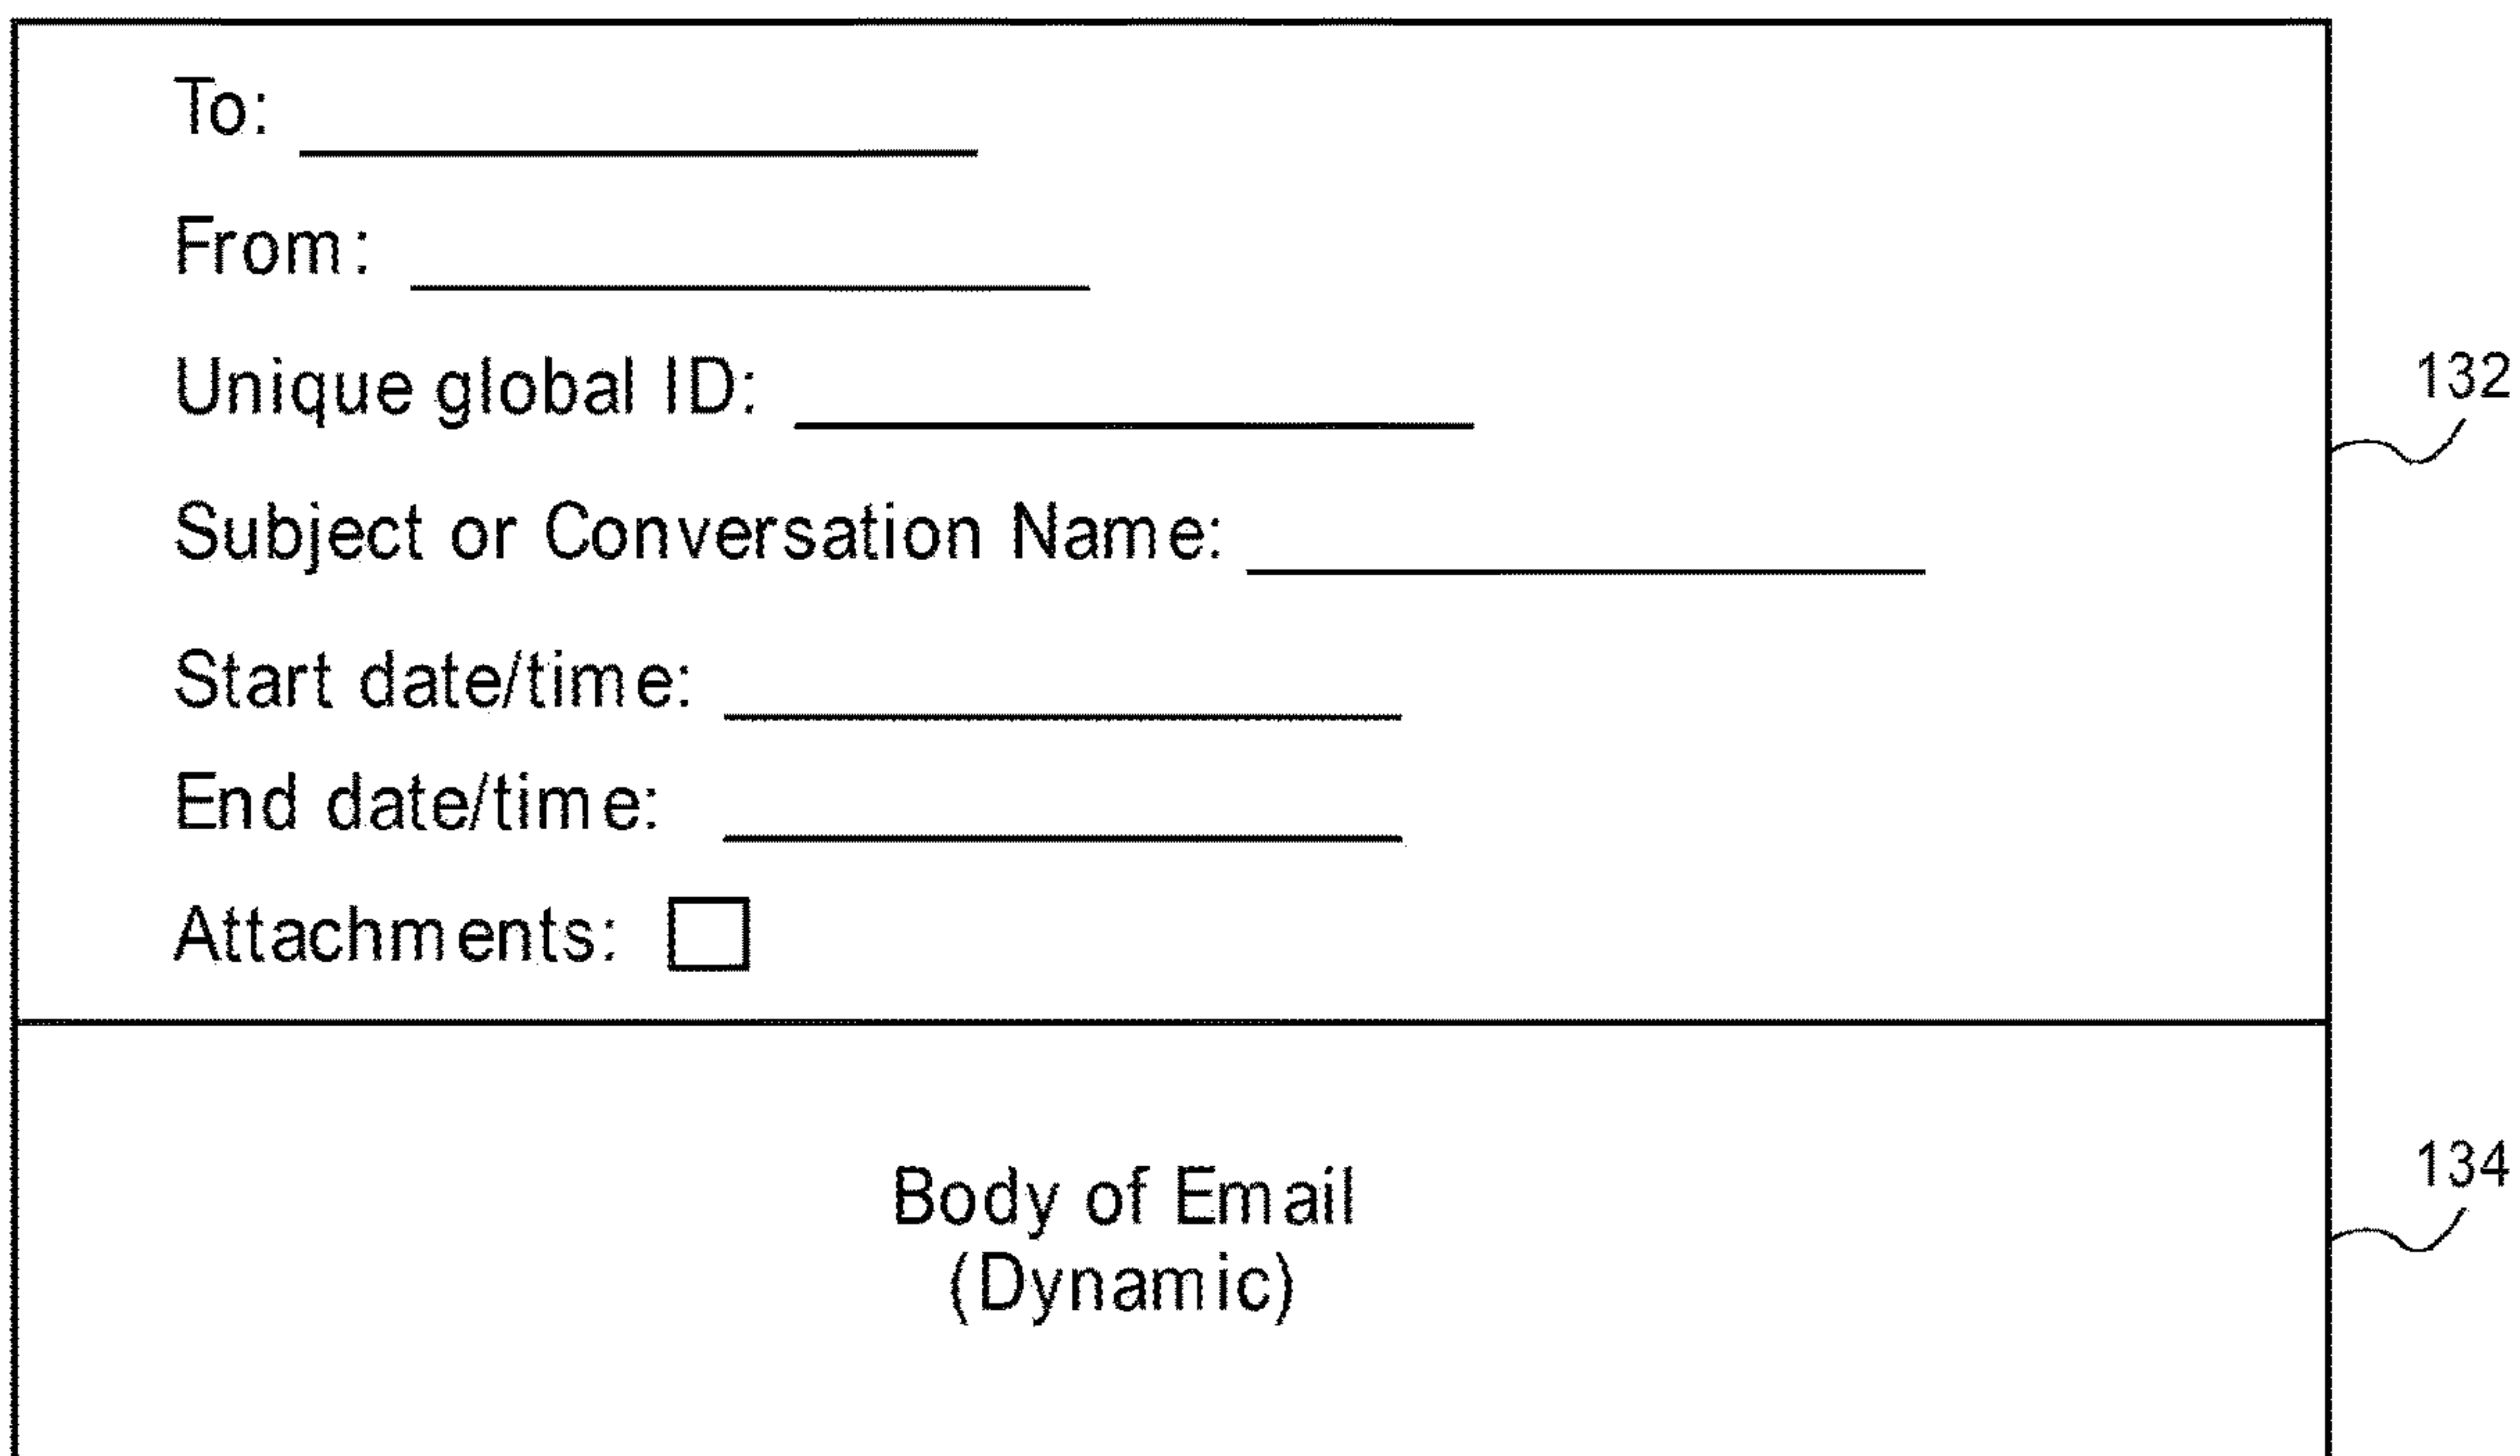 To:
From:
Unique global ID:
132
Subject or Conversation Name:
Start date/time:
End date/time:
Attachments:
134
Body of Email
(Dynamic)